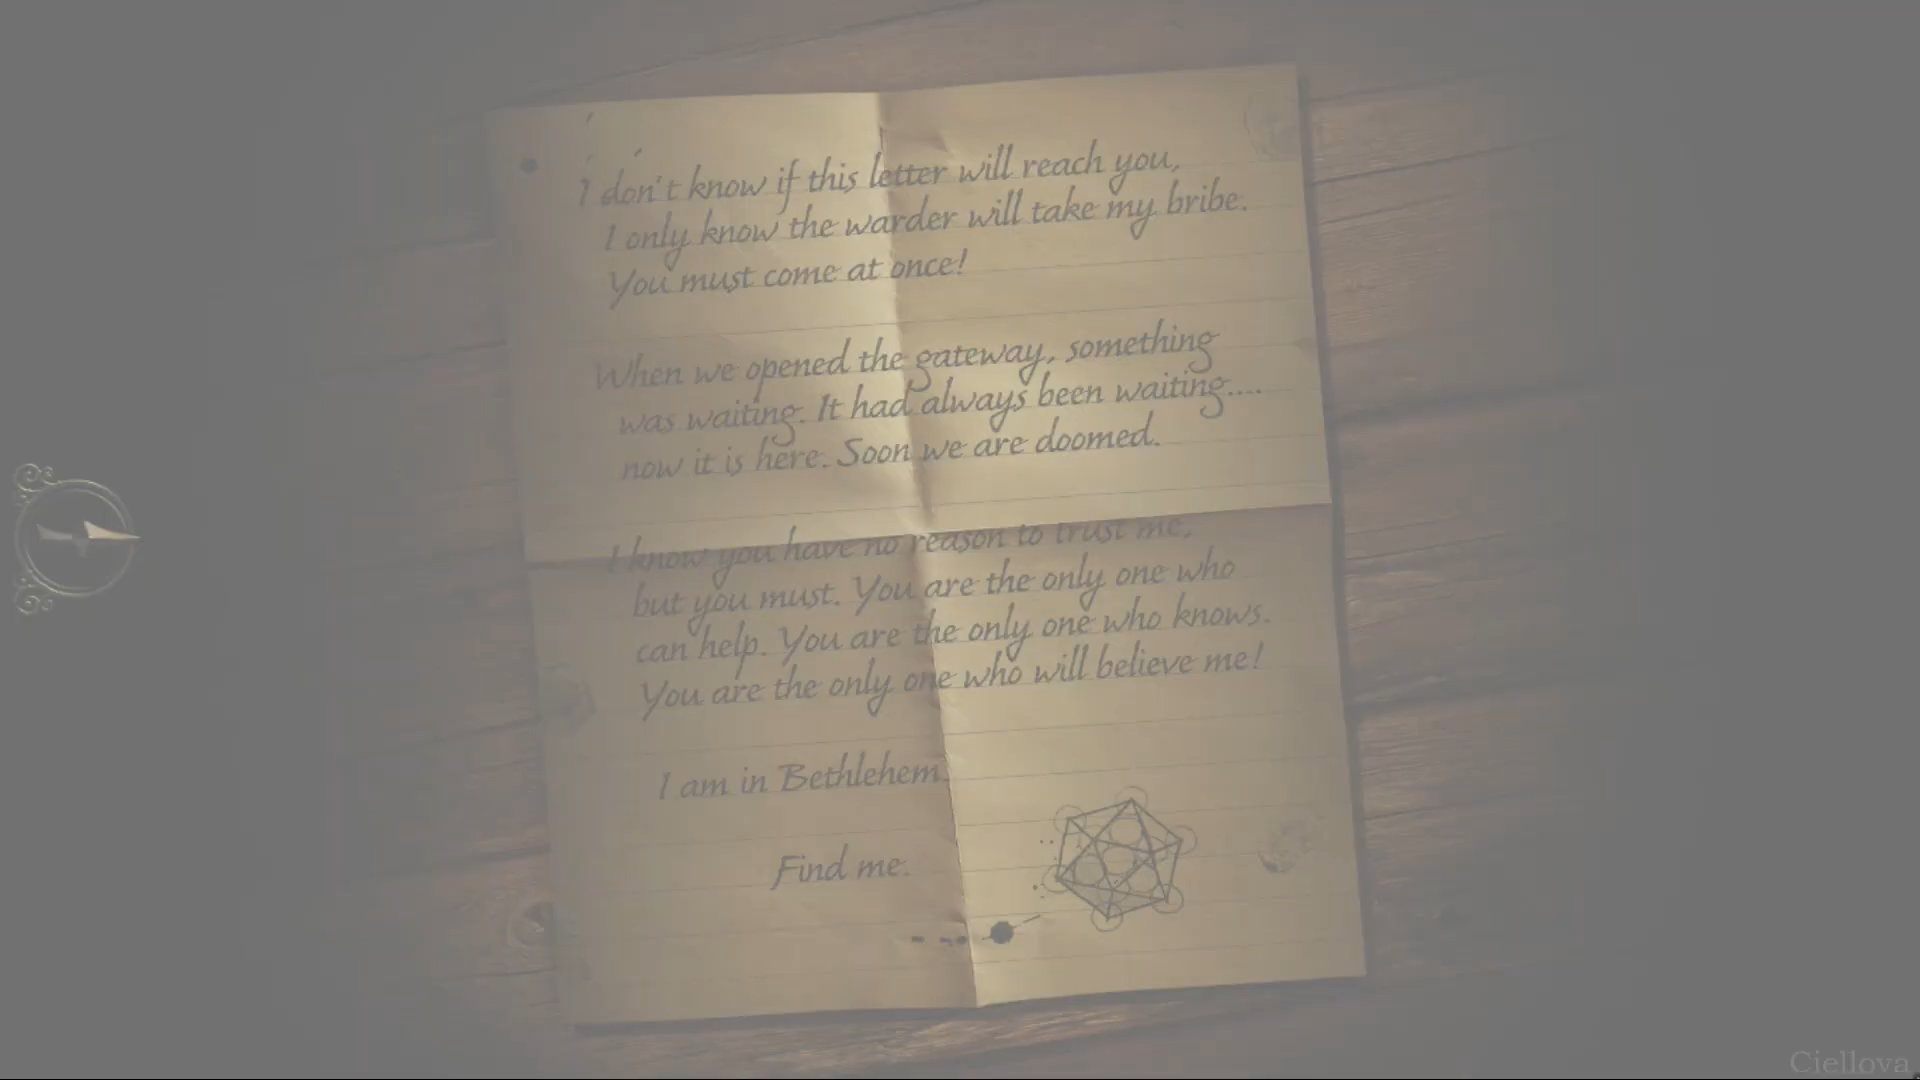 I don't know if this letter will reach you,
I only know the warder will take my bribe.
You must come at once!
When we opened the gateway, something
was waiting. It had always been waiting....
now it is here. Soon we are doomed.
I know you have no reason to trust me,
but you must. You are the only one who
can help. You are the only one who knows.
You are the only one who will believe me!
I am in Bethlehem.
Find me.
Ciellova